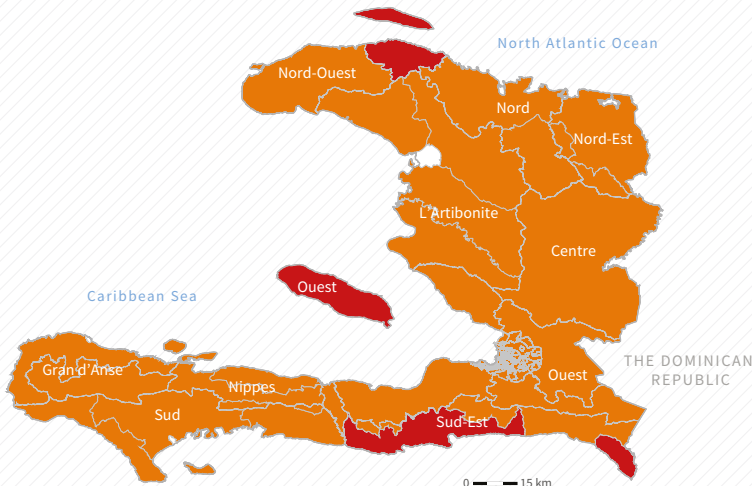 North Atlantic Ocean
Nord-Ouest
Nord
Nord-Est
L'Artibonite
Centre
Ouest
Caribbean Sea
THE DOMINICAN
REPUBLIC
Grand'Anse
Ouest
Nippes
Sud
Sud-Est
0 15 km